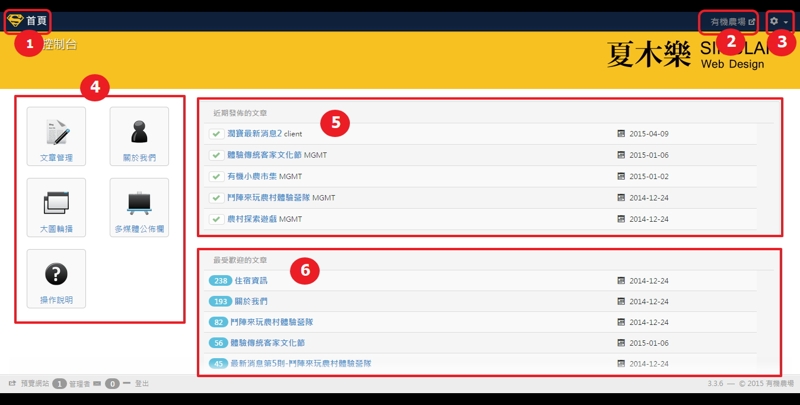 首頁
有機農場
1
2
3
控制台
夏木樂
Web Design
4
5
6
文章管理
關於我們
大圖輪播
多媒體公佈欄
操作說明
近期發佈的文章
潤寶最新消息2 client 2015-04-09
體驗傳統客家文化節 MGMT 2015-01-06
有機小農市集 MGMT 2015-01-02
鬥陣來玩農村體驗營隊 MGMT 2014-12-24
農村探索遊戲 MGMT 2014-12-24
最受歡迎的文章
238 住宿資訊 2014-12-24
193 關於我們 2014-12-24
82 鬥陣來玩農村體驗營隊 2014-12-24
56 體驗傳統客家文化節 2015-01-06
45 最新消息第5則-鬥陣來玩農村體驗營隊 2014-12-24
預覽網站 1 管理者 0 登出
3.3.6 — © 2015 有機農場